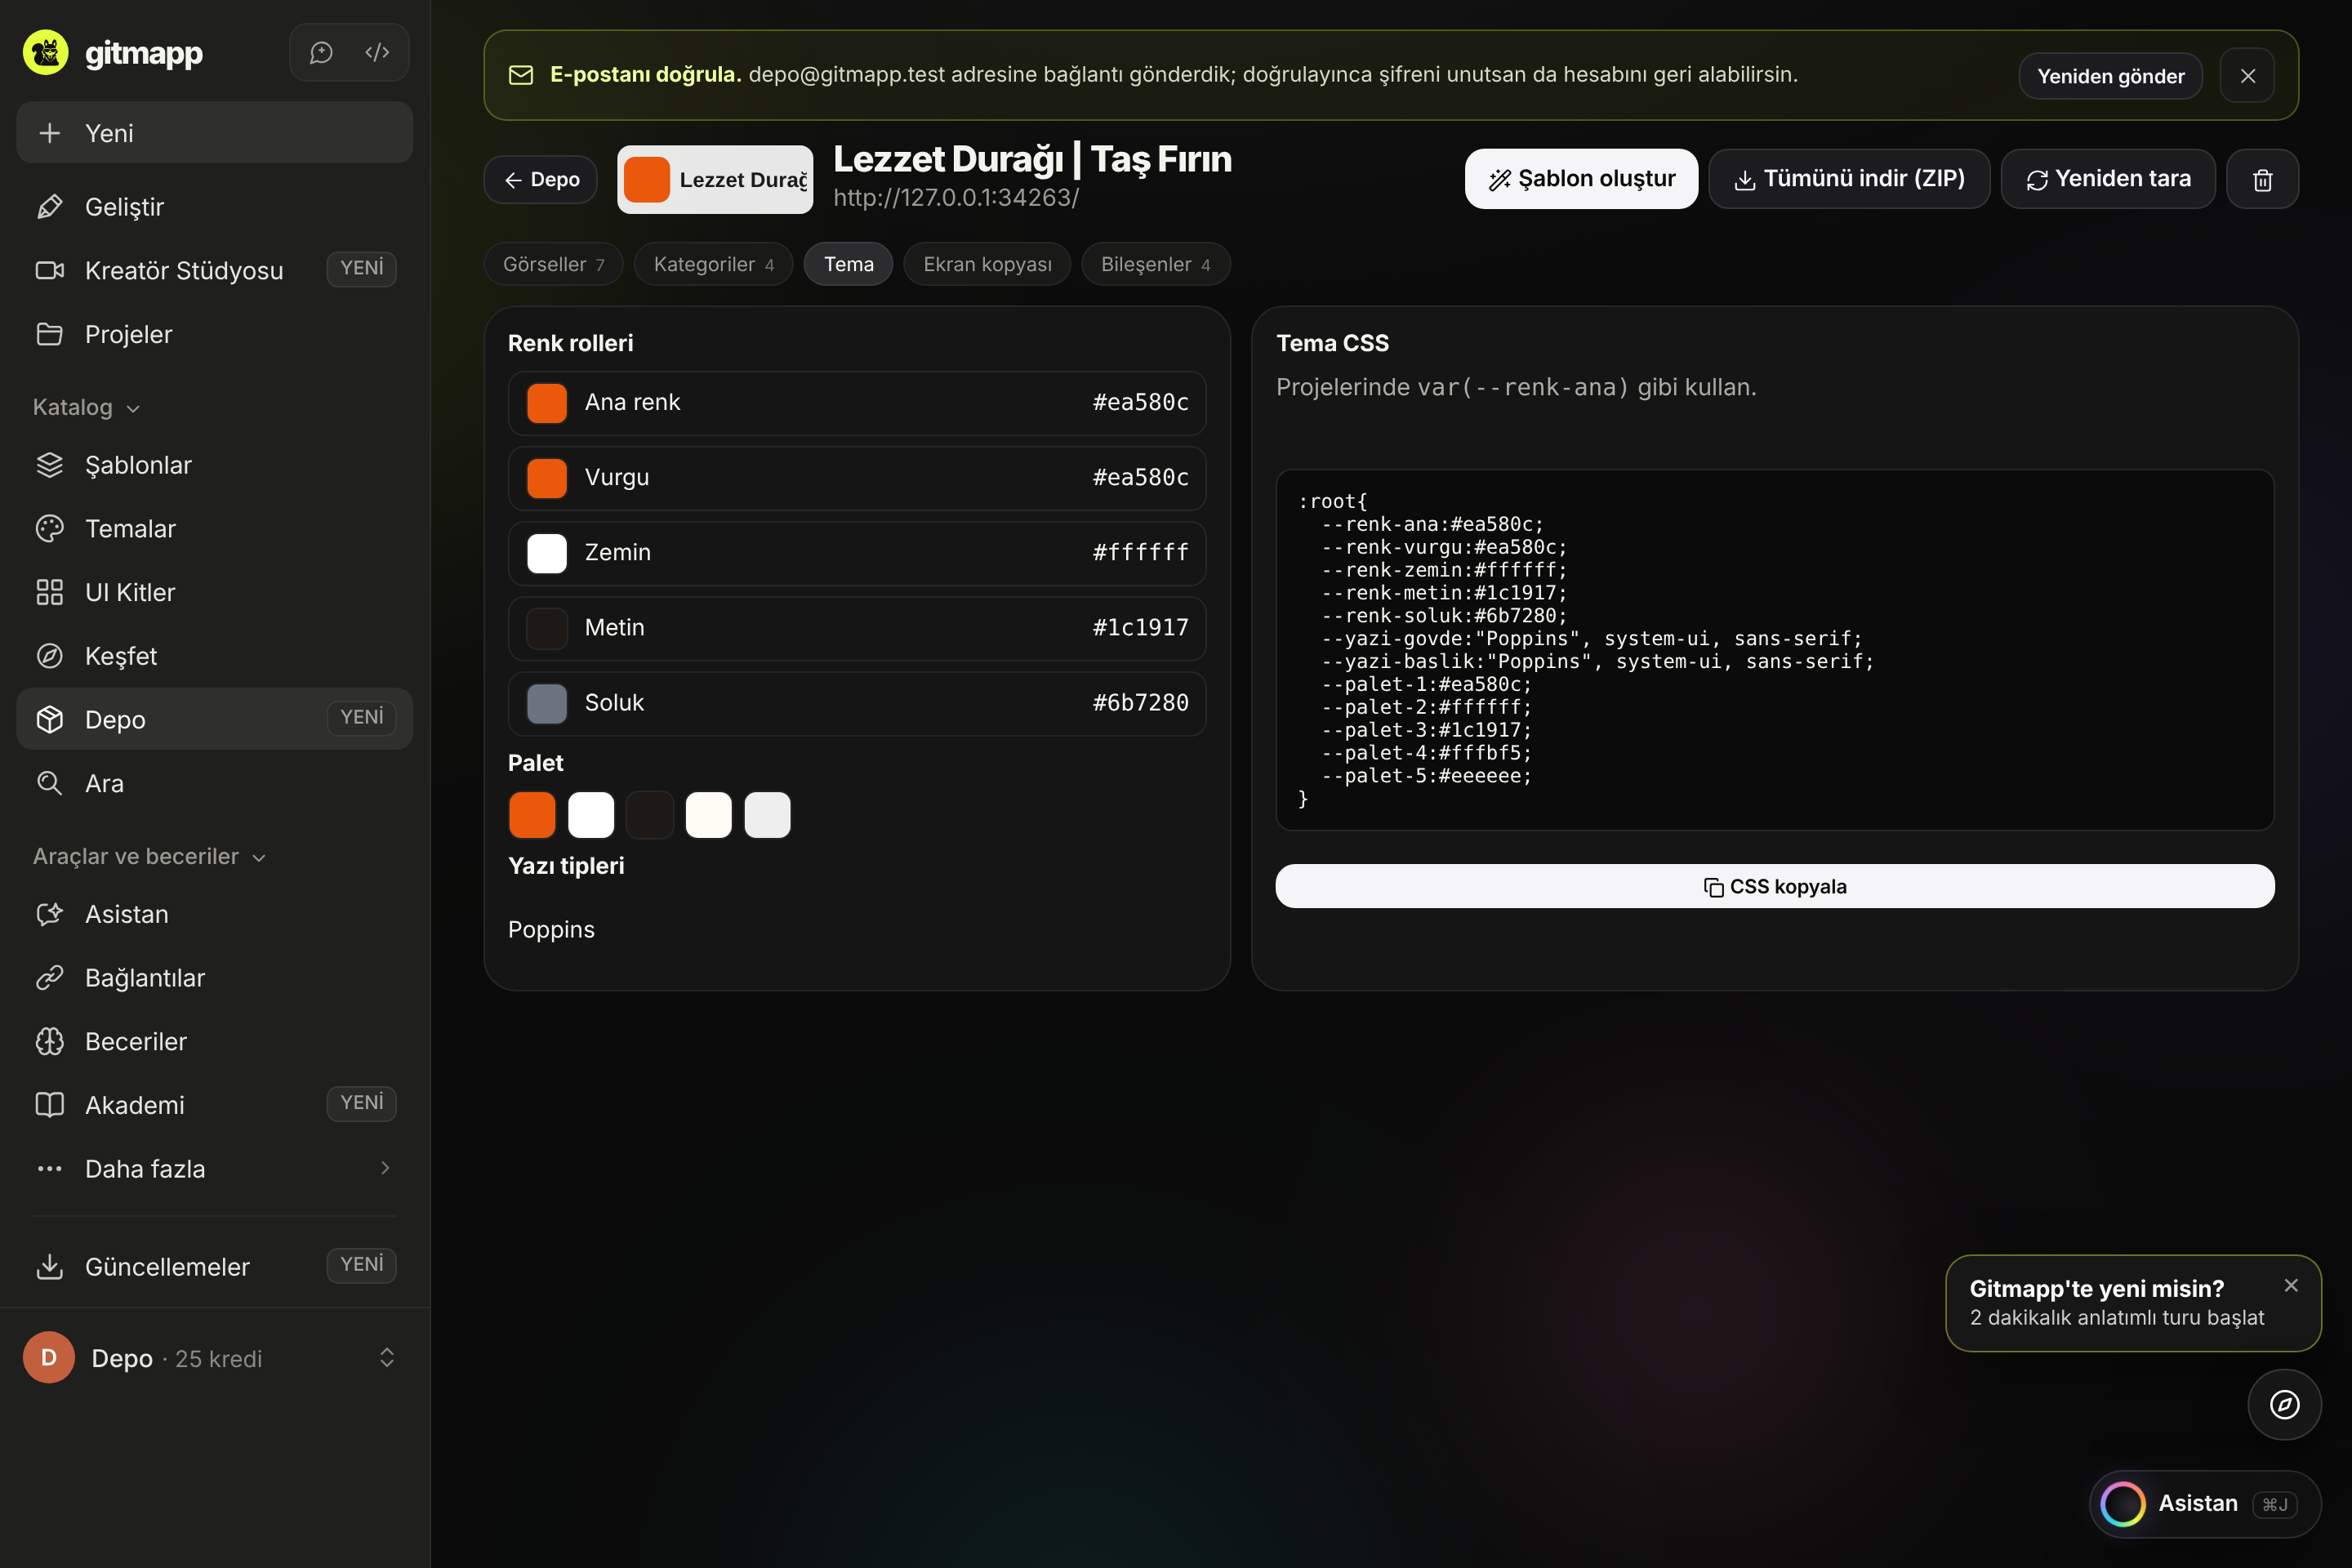 gitmapp
Yeni
Geliştir
Kreatör Stüdyosu YENİ
Projeler
Katalog
Şablonlar
Temalar
UI Kitler
Keşfet
Depo YENİ
Ara
Araçlar ve beceriler
Asistan
Bağlantılar
Beceriler
Akademi YENİ
Daha fazla
Güncellemeler YENİ
D Depo · 25 kredi
E-postanı doğrula. depo@gitmapp.test adresine bağlantı gönderdik; doğrulayınca şifreni unutsan da hesabını geri alabilirsin. Yeniden gönder
Depo
Lezzet Durağ
Lezzet Durağı | Taş Fırın
http://127.0.0.1:34263/
Şablon oluştur
Tümünü indir (ZIP)
Yeniden tara
Görseller 7
Kategoriler 4
Tema
Ekran kopyası
Bileşenler 4
Renk rolleri
Ana renk #ea580c
Vurgu #ea580c
Zemin #ffffff
Metin #1c1917
Soluk #6b7280
Palet
Yazı tipleri
Poppins
Tema CSS
Projelerinde var(--renk-ana) gibi kullan.
:root{
--renk-ana:#ea580c;
--renk-vurgu:#ea580c;
--renk-zemin:#ffffff;
--renk-metin:#1c1917;
--renk-soluk:#6b7280;
--yazi-govde:"Poppins", system-ui, sans-serif;
--yazi-baslik:"Poppins", system-ui, sans-serif;
--palet-1:#ea580c;
--palet-2:#ffffff;
--palet-3:#1c1917;
--palet-4:#fffbf5;
--palet-5:#eeeeee;
}
CSS kopyala
Gitmapp'te yeni misin?
2 dakikalık anlatımlı turu başlat
Asistan ⌘J